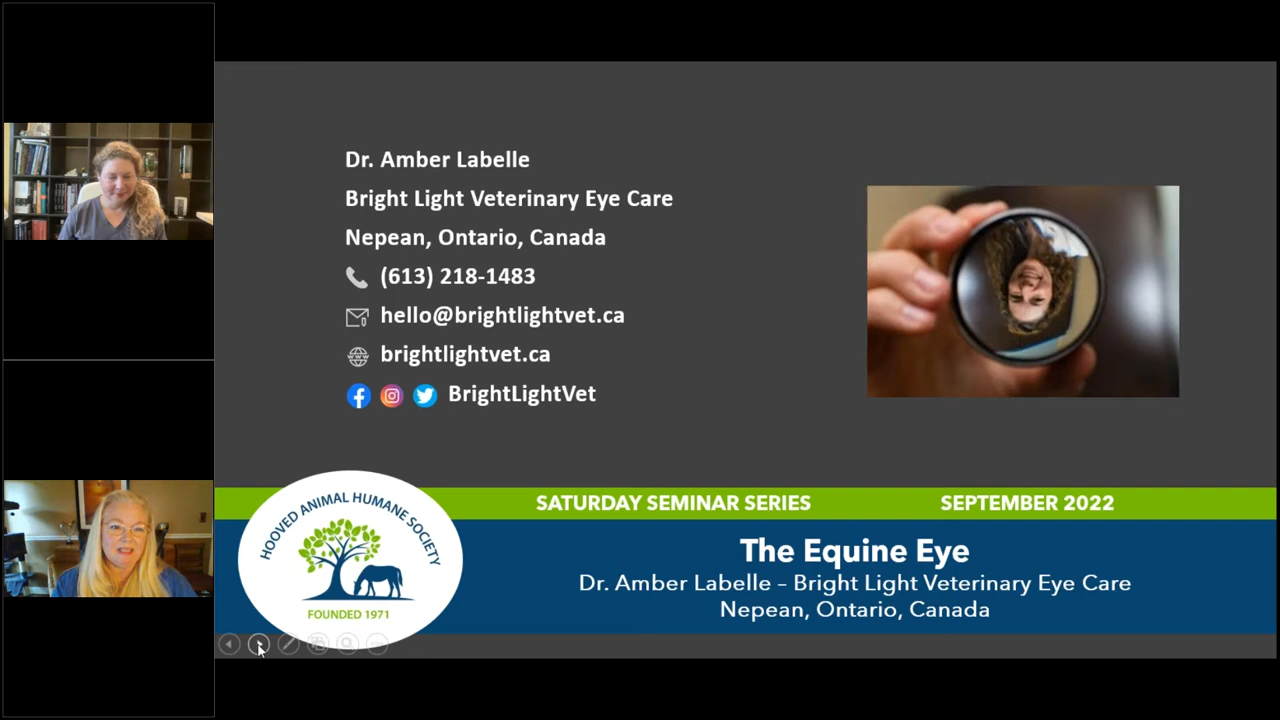 Dr. Amber Labelle
Bright Light Veterinary Eye Care
Nepean, Ontario, Canada
(613) 218-1483
hello@brightlightvet.ca
brightlightvet.ca
BrightLightVet
SATURDAY SEMINAR SERIES
SEPTEMBER 2022
HOOVED ANIMAL HUMANE SOCIETY
FOUNDED 1971
The Equine Eye
Dr. Amber Labelle – Bright Light Veterinary Eye Care
Nepean, Ontario, Canada